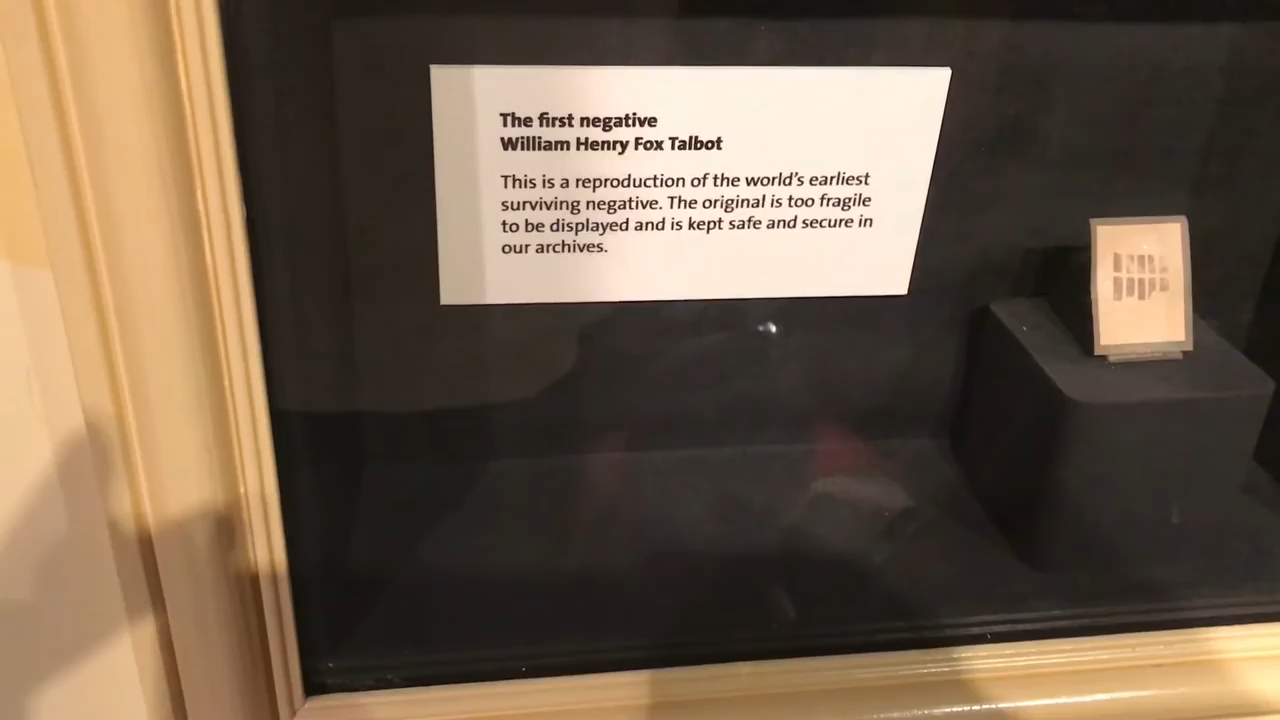 The first negative
William Henry Fox Talbot
This is a reproduction of the world's earliest
surviving negative. The original is too fragile
to be displayed and is kept safe and secure in
our archives.